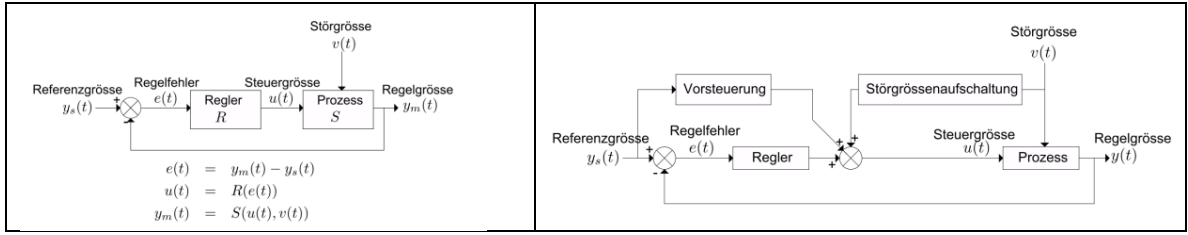 Störgrösse
v(t)
Referenzgrösse
Regelfehler
Steuergrösse
Regelgrösse
y_s(t)
+
-
e(t)
Regler
R
u(t)
Prozess
S
y_m(t)
e(t) = y_m(t) − y_s(t)
u(t) = R(e(t))
y_m(t) = S(u(t), v(t))
Störgrösse
v(t)
Vorsteuerung
Störgrössenaufschaltung
Referenzgrösse
Regelfehler
Steuergrösse
Regelgrösse
y_s(t)
+
-
e(t)
Regler
+
+
+
u(t)
Prozess
y(t)